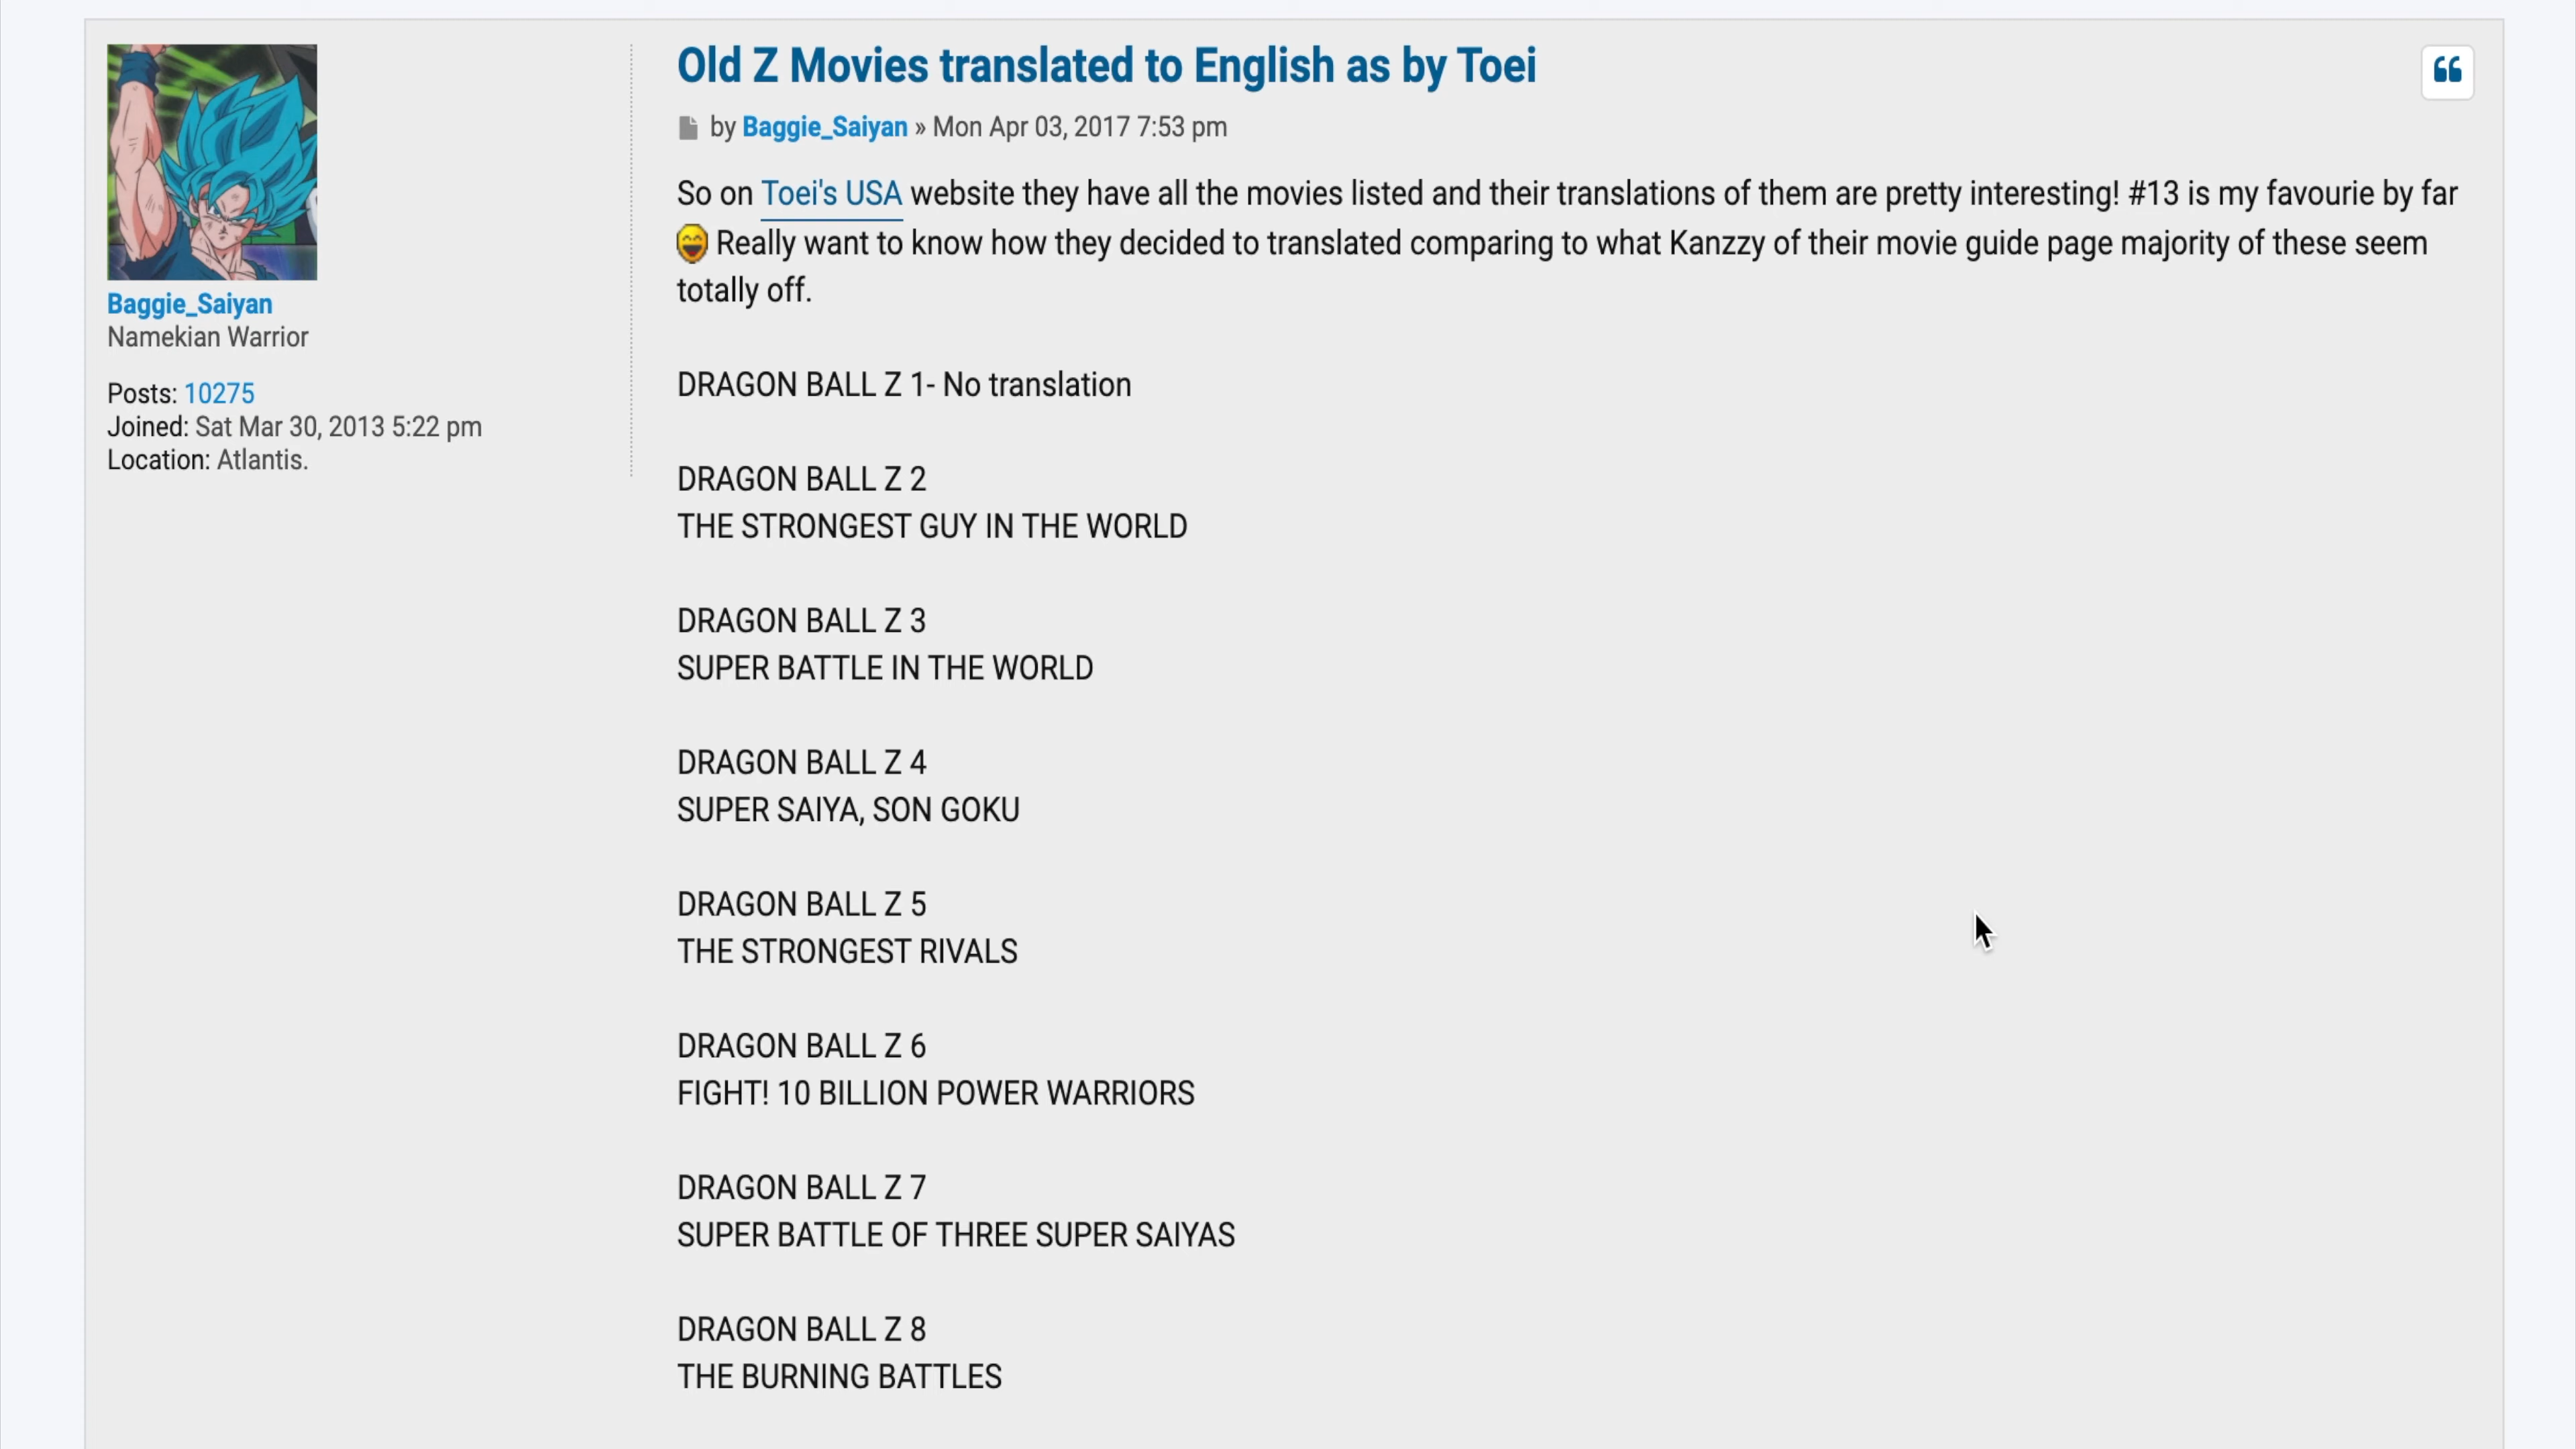 Old Z Movies translated to English as by Toei
by Baggie_Saiyan » Mon Apr 03, 2017 7:53 pm
Baggie_Saiyan
Namekian Warrior
Posts: 10275
Joined: Sat Mar 30, 2013 5:22 pm
Location: Atlantis.
So on Toei's USA website they have all the movies listed and their translations of them are pretty interesting! #13 is my favourie by far
Really want to know how they decided to translated comparing to what Kanzzy of their movie guide page majority of these seem
totally off.
DRAGON BALL Z 1- No translation
DRAGON BALL Z 2
THE STRONGEST GUY IN THE WORLD
DRAGON BALL Z 3
SUPER BATTLE IN THE WORLD
DRAGON BALL Z 4
SUPER SAIYA, SON GOKU
DRAGON BALL Z 5
THE STRONGEST RIVALS
DRAGON BALL Z 6
FIGHT! 10 BILLION POWER WARRIORS
DRAGON BALL Z 7
SUPER BATTLE OF THREE SUPER SAIYAS
DRAGON BALL Z 8
THE BURNING BATTLES